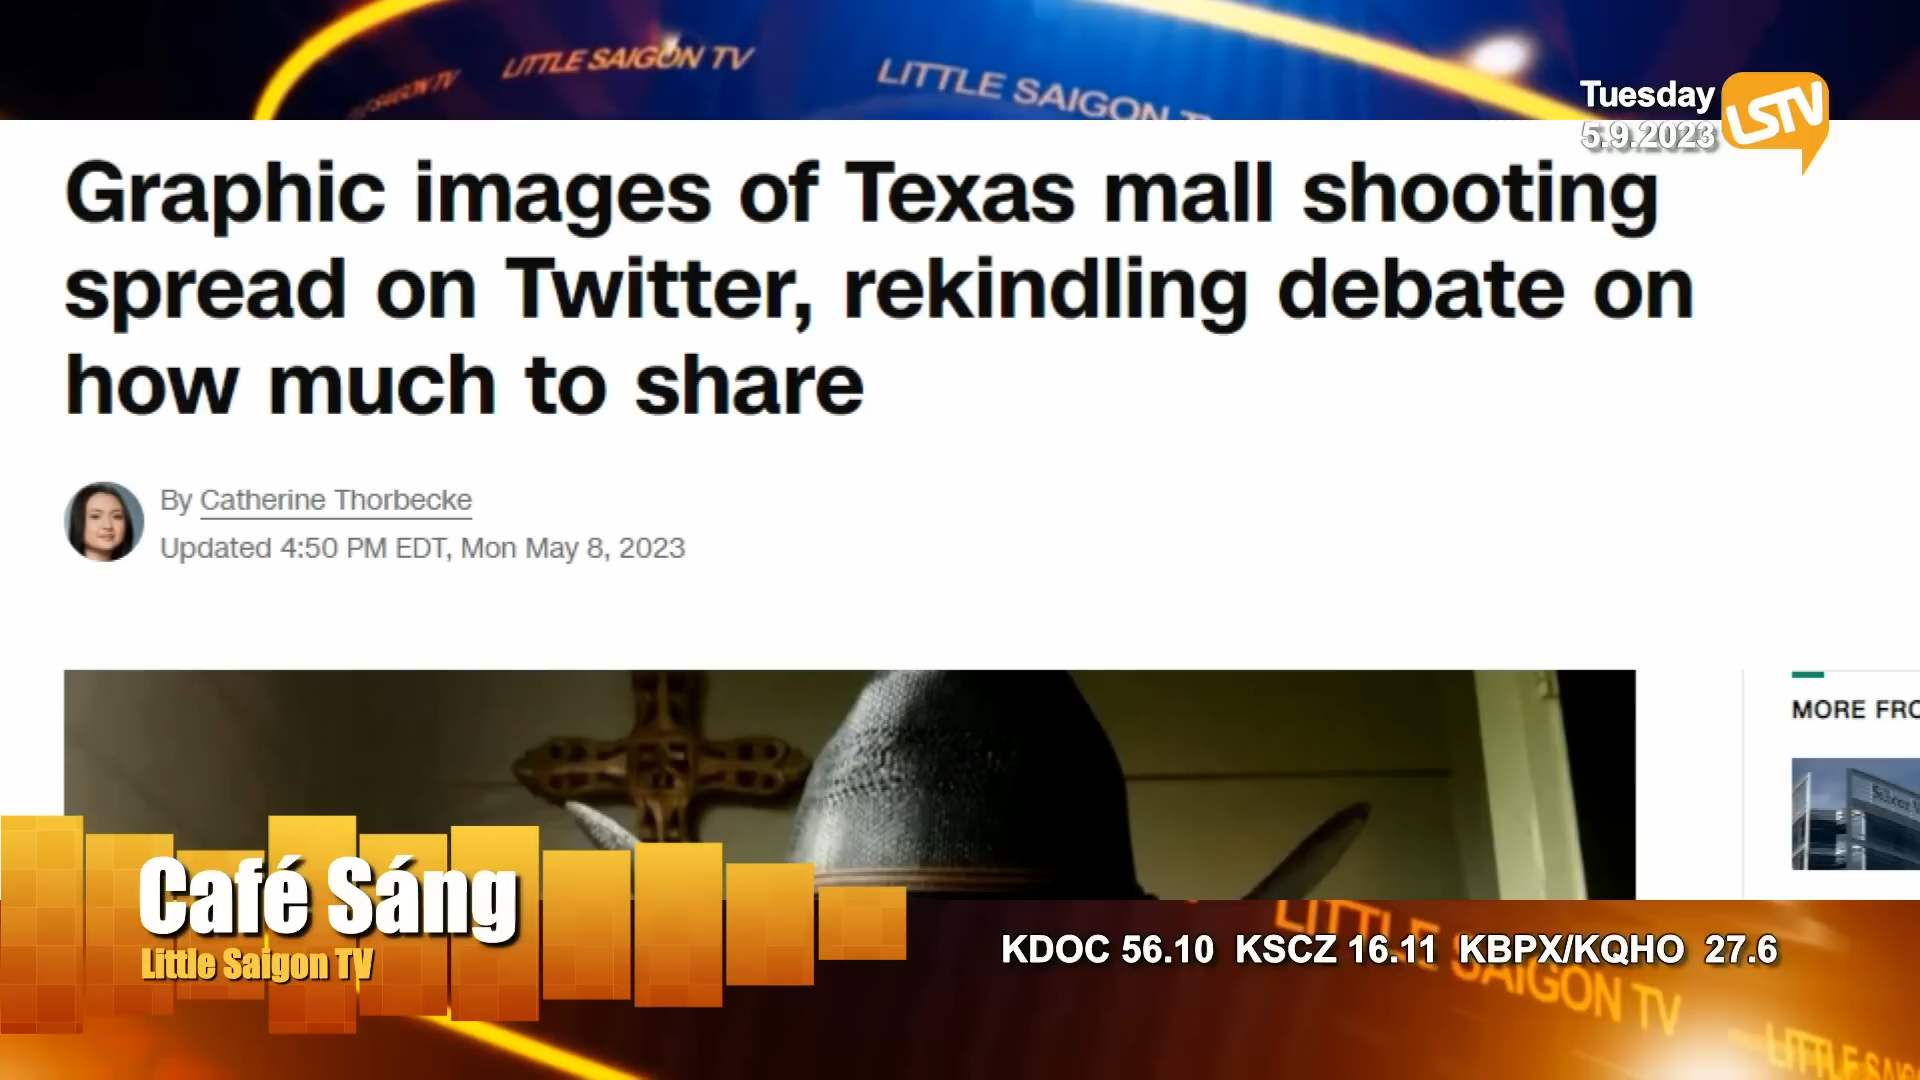 LITTLE SAIGON TV
LITTLE SAIGON TV
Tuesday
5.9.2023
LSTV
Graphic images of Texas mall shooting
spread on Twitter, rekindling debate on
how much to share
By Catherine Thorbecke
Updated 4:50 PM EDT, Mon May 8, 2023
MORE FRO
Café Sáng
Little Saigon TV
KDOC 56.10 KSCZ 16.11 KBPX/KQHO 27.6
LITTLE SAIGON TV